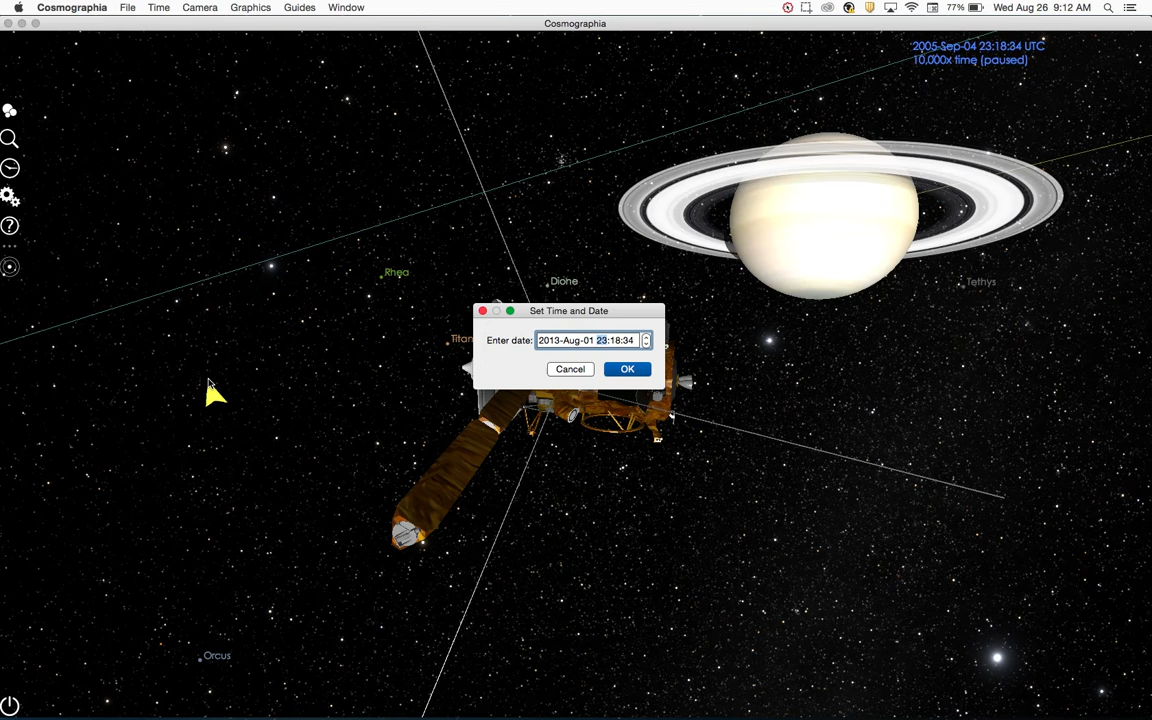 Cosmographia File Time Camera Graphics Guides Window 77% Wed Aug 26 9:12 AM
Cosmographia
2005-Sep-04 23:18:34 UTC
10,000x time (paused)
Rhea
Dione
Tethys
Set Time and Date
Titan
Enter date: 2013-Aug-01 23:18:34
Cancel OK
Orcus